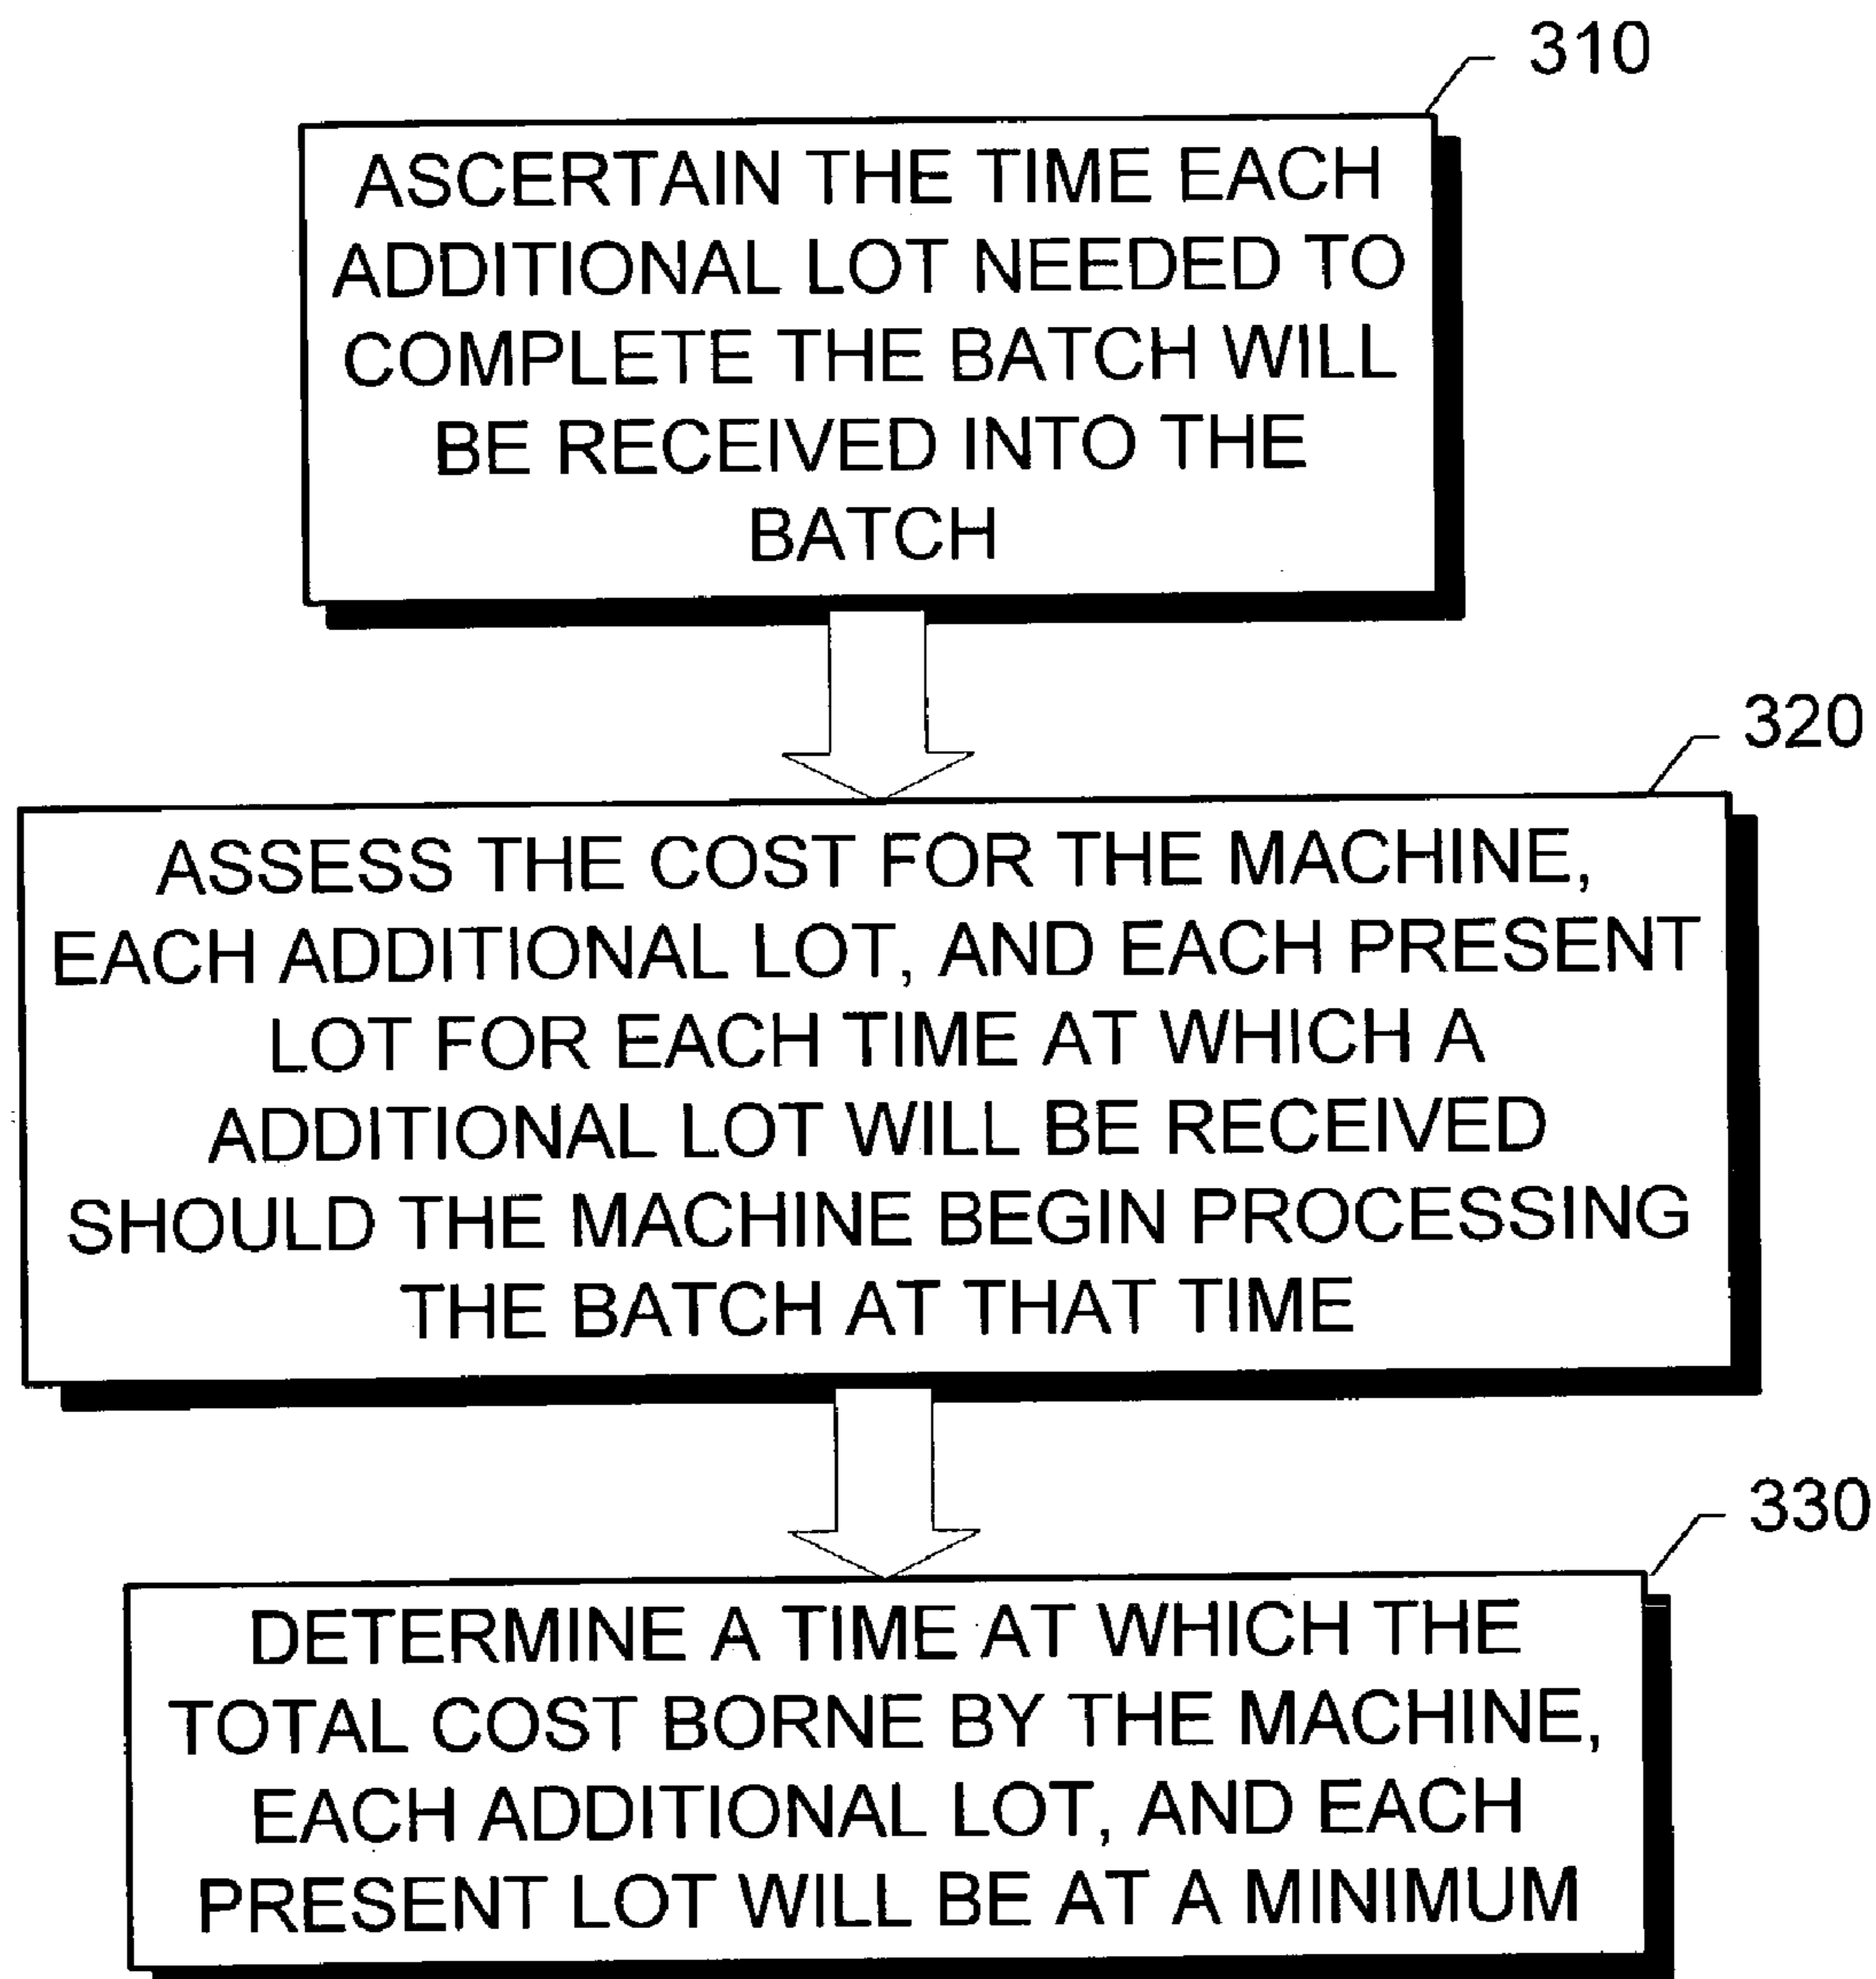 310
ASCERTAIN THE TIME EACH
ADDITIONAL LOT NEEDED TO
COMPLETE THE BATCH WILL
BE RECEIVED INTO THE
BATCH
320
ASSESS THE COST FOR THE MACHINE,
EACH ADDITIONAL LOT, AND EACH PRESENT
LOT FOR EACH TIME AT WHICH A
ADDITIONAL LOT WILL BE RECEIVED
SHOULD THE MACHINE BEGIN PROCESSING
THE BATCH AT THAT TIME
330
DETERMINE A TIME AT WHICH THE
TOTAL COST BORNE BY THE MACHINE,
EACH ADDITIONAL LOT, AND EACH
PRESENT LOT WILL BE AT A MINIMUM